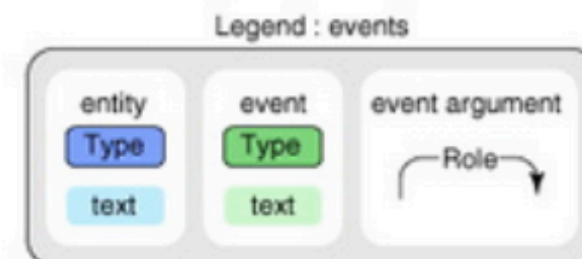 Legend : events
entity event event argument
Type Type Role
text text